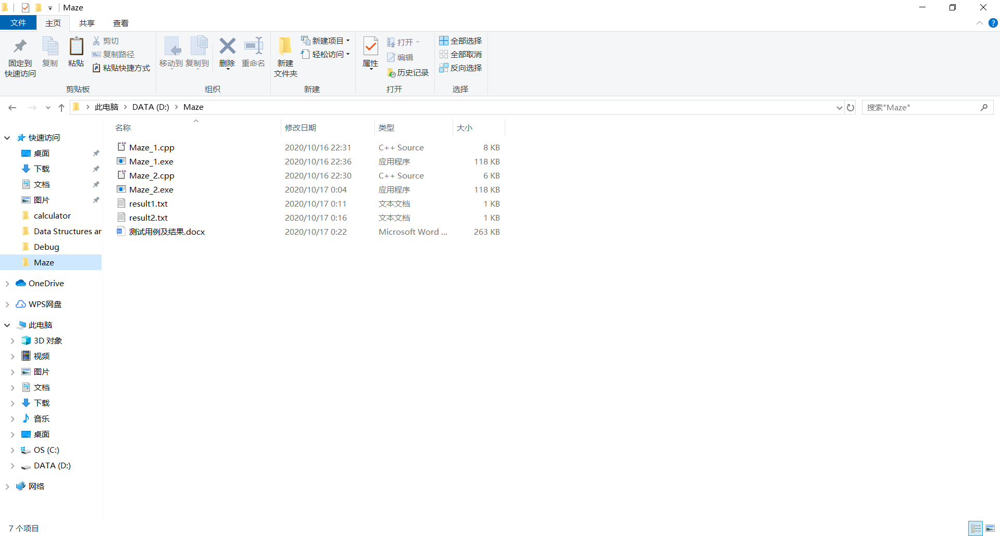 Maze
文件 主页 共享 查看
固定到
快速访问
复制
粘贴
剪切
复制路径
粘贴快捷方式
剪贴板
移动到
复制到
删除
重命名
组织
新建
文件夹
新建项目
轻松访问
新建
属性
打开
编辑
历史记录
打开
全部选择
全部取消
反向选择
选择
此电脑 DATA (D:) Maze
搜索"Maze"
快速访问
桌面
下载
文档
图片
calculator
Data Structures ar
Debug
Maze
OneDrive
WPS网盘
此电脑
3D 对象
视频
图片
文档
下载
音乐
桌面
OS (C:)
DATA (D:)
网络
名称 修改日期 类型 大小
Maze_1.cpp 2020/10/16 22:31 C++ Source 8 KB
Maze_1.exe 2020/10/16 22:36 应用程序 118 KB
Maze_2.cpp 2020/10/16 22:30 C++ Source 6 KB
Maze_2.exe 2020/10/17 0:04 应用程序 118 KB
result1.txt 2020/10/17 0:11 文本文档 1 KB
result2.txt 2020/10/17 0:16 文本文档 1 KB
测试用例及结果.docx 2020/10/17 0:22 Microsoft Word ... 263 KB
7 个项目